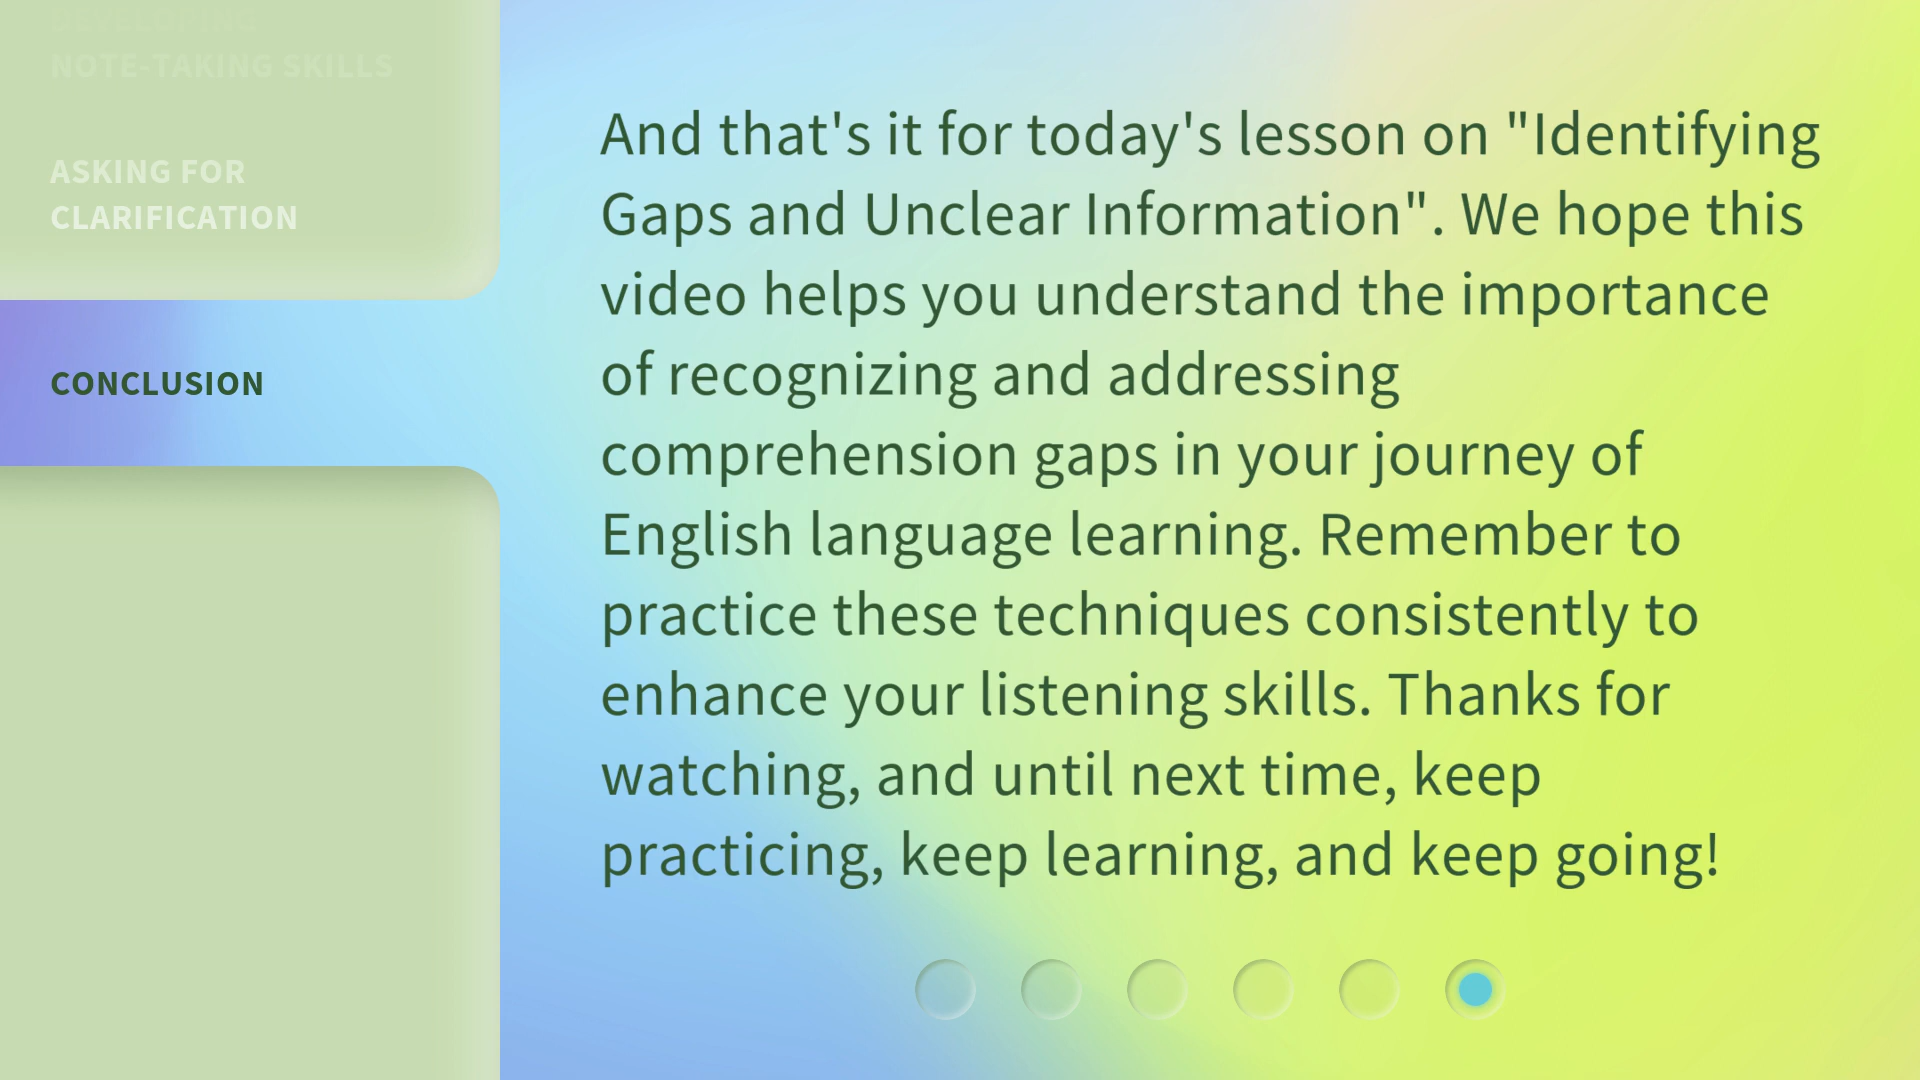 DEVELOPING
NOTE-TAKING SKILLS
ASKING FOR
CLARIFICATION
CONCLUSION
And that's it for today's lesson on "Identifying
Gaps and Unclear Information". We hope this
video helps you understand the importance
of recognizing and addressing
comprehension gaps in your journey of
English language learning. Remember to
practice these techniques consistently to
enhance your listening skills. Thanks for
watching, and until next time, keep
practicing, keep learning, and keep going!